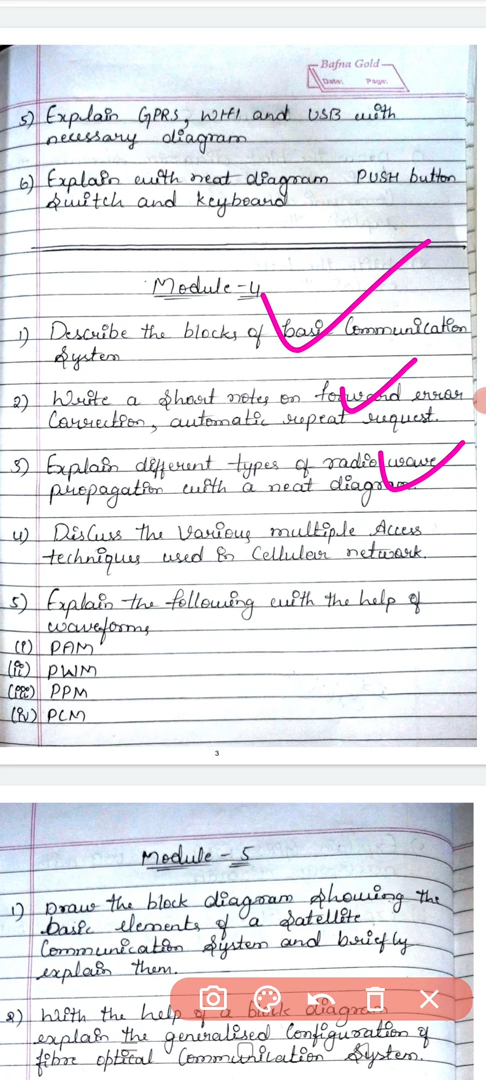 Bafna Gold
Date: Page:
5) Explain GPRS, WIFI and USB with
necessary diagram
6) Explain with neat diagram PUSH button
Switch and keyboard
Module-4
1) Describe the blocks of basic Communication
System
2) Write a short notes on forward error
Correction, automatic repeat request.
3) Explain different types of radio wave
propagation with a neat diagram.
4) Discuss the Various multiple Access
techniques used in Cellular network.
5) Explain the following with the help of
waveforms
(i) PAM
(ii) PWM
(iii) PPM
(iv) PCM
3
Module - 5
1) Draw the block diagram showing the
basic elements of a satellite
Communication System and briefly
explain them.
2) With the help of a block diagram
explain the generalised Configuration of
fibre optical Communication System.